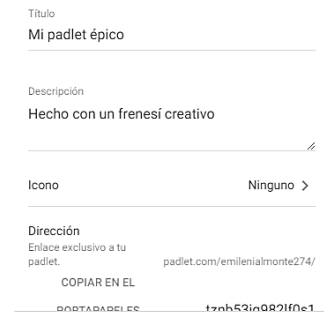 Título
Mi padlet épico
Descripción
Hecho con un frenesí creativo
Icono Ninguno >
Dirección
Enlace exclusivo a tu
padlet. padlet.com/emilenialmonte274/
COPIAR EN EL
PORTAPAPELES